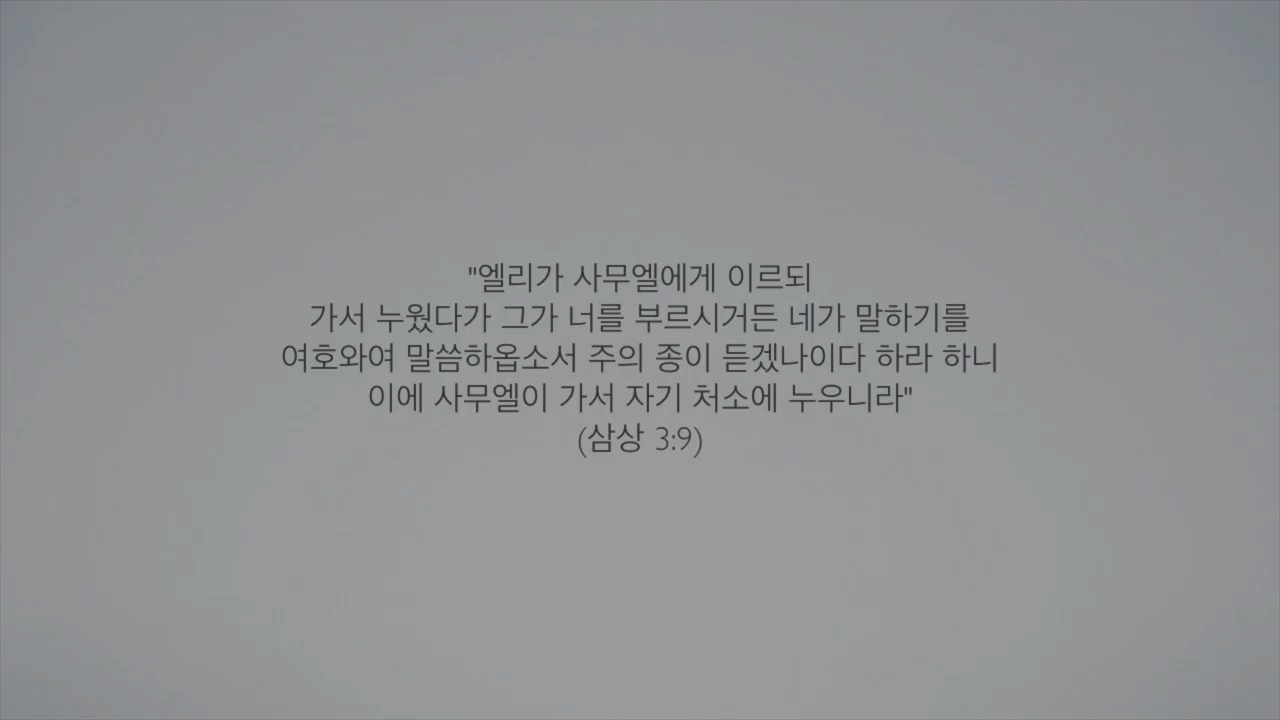 "엘리가 사무엘에게 이르되
가서 누웠다가 그가 너를 부르시거든 네가 말하기를
여호와여 말씀하옵소서 주의 종이 듣겠나이다 하라 하니
이에 사무엘이 가서 자기 처소에 누우니라"
(삼상 3:9)